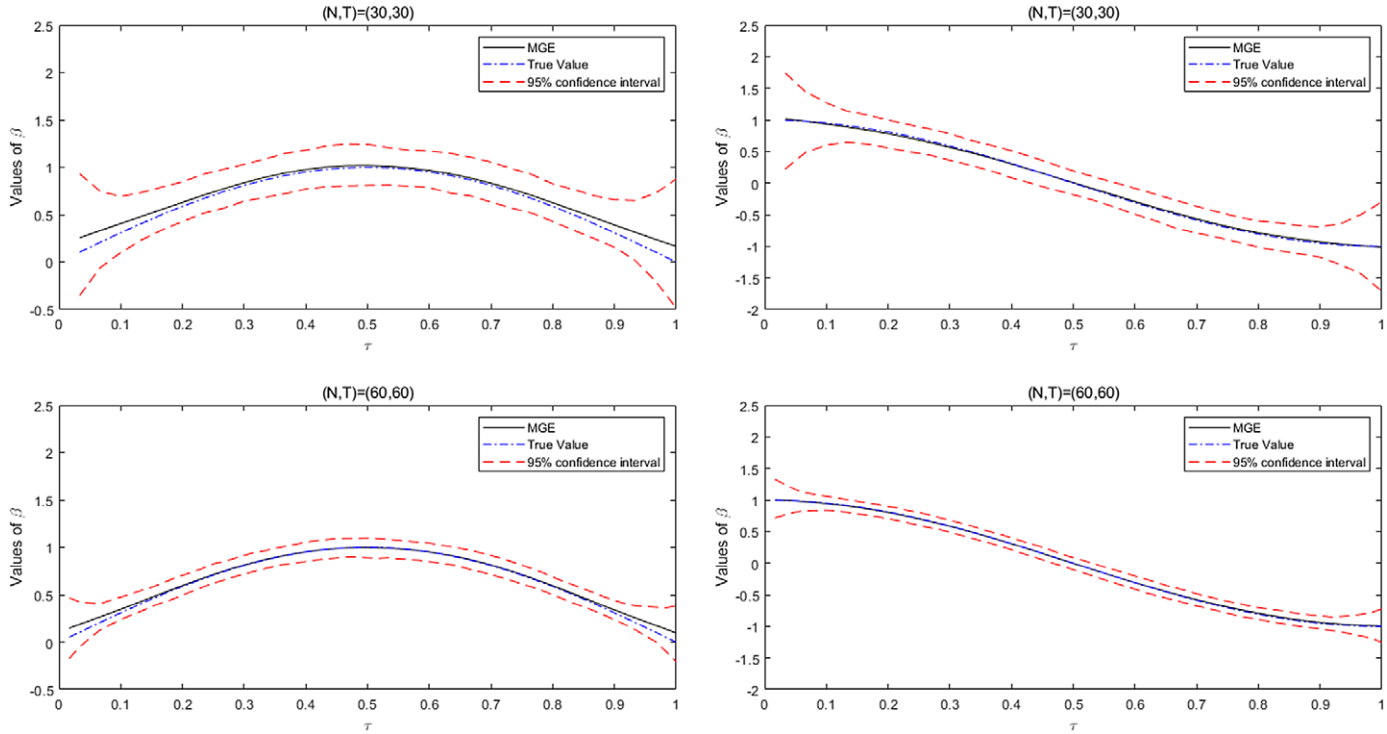 (N,T)=(30,30)
2.5
2
1.5
1
0.5
0
-0.5
Values of β
MGE
True Value
95% confidence interval
0 0.1 0.2 0.3 0.4 0.5 0.6 0.7 0.8 0.9 1
τ
(N,T)=(30,30)
2.5
2
1.5
1
0.5
0
-0.5
-1
-1.5
-2
Values of β
MGE
True Value
95% confidence interval
0 0.1 0.2 0.3 0.4 0.5 0.6 0.7 0.8 0.9 1
τ
(N,T)=(60,60)
2.5
2
1.5
1
0.5
0
-0.5
Values of β
MGE
True Value
95% confidence interval
0 0.1 0.2 0.3 0.4 0.5 0.6 0.7 0.8 0.9 1
τ
(N,T)=(60,60)
2.5
2
1.5
1
0.5
0
-0.5
-1
-1.5
-2
Values of β
MGE
True Value
95% confidence interval
0 0.1 0.2 0.3 0.4 0.5 0.6 0.7 0.8 0.9 1
τ